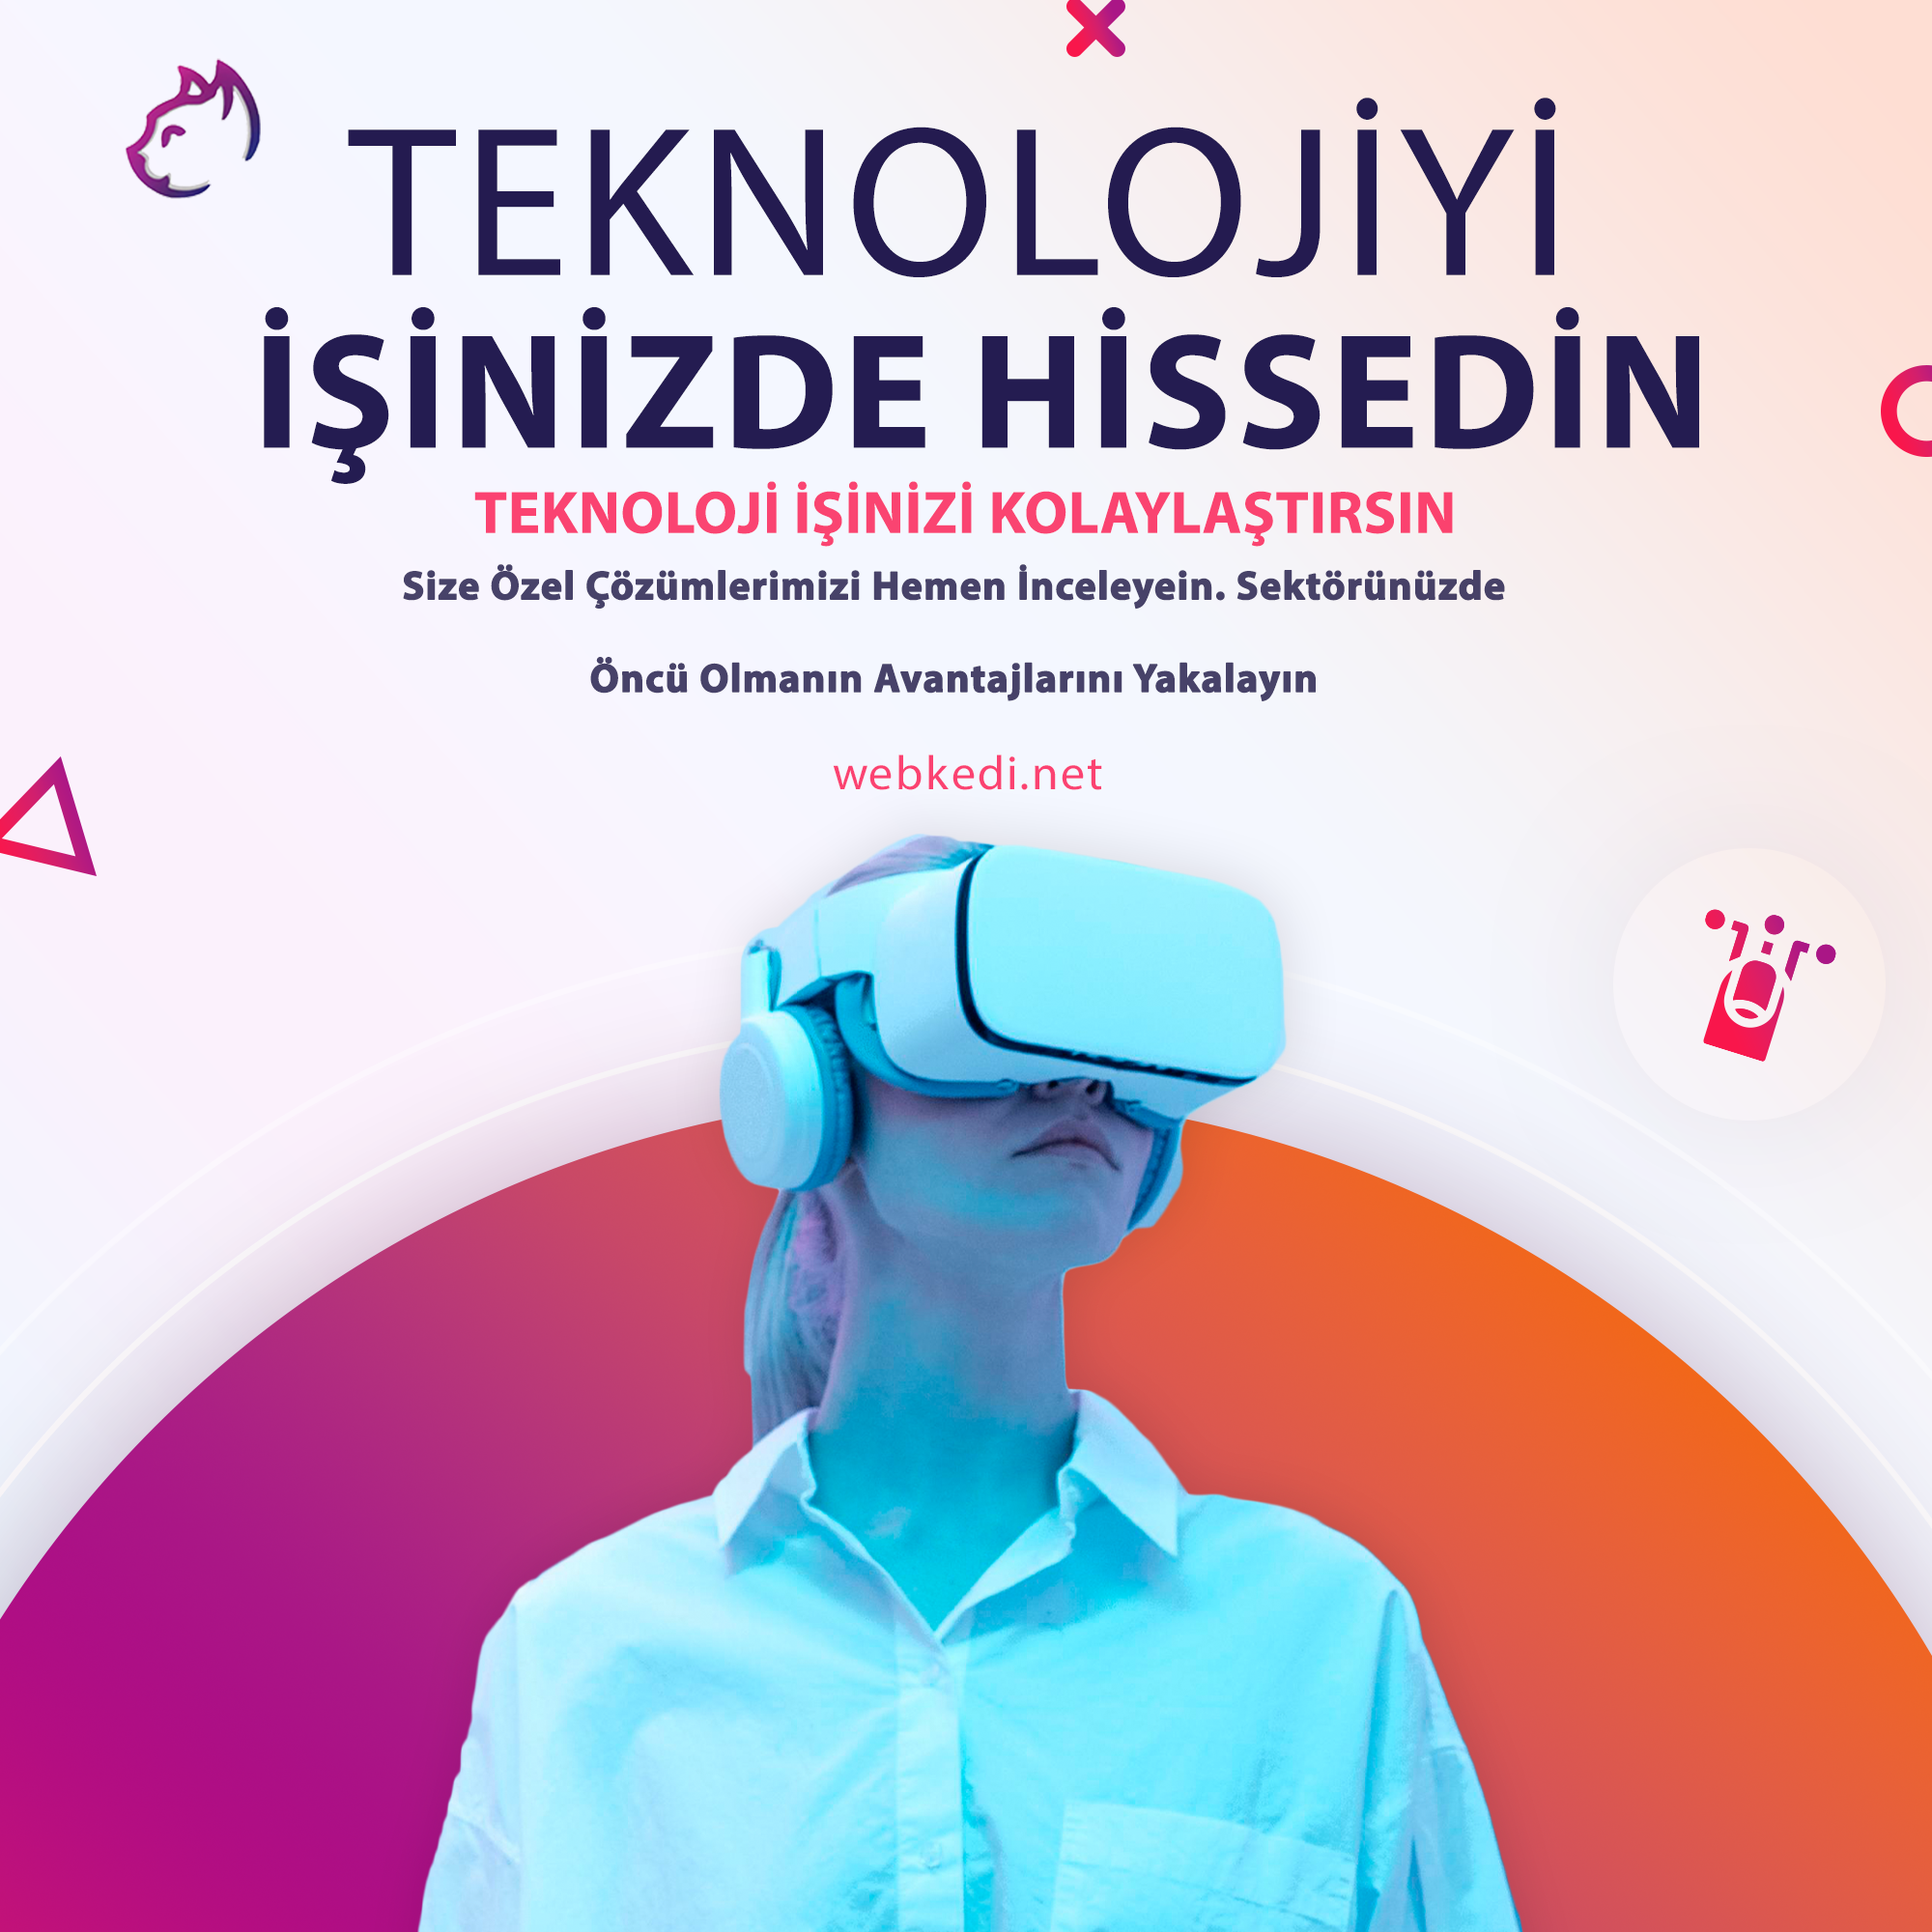 TEKNOLOJİYİ
İŞİNİZDE HİSSEDİN
TEKNOLOJİ İŞİNİZİ KOLAYLAŞTIRSIN
Size Özel Çözümlerimizi Hemen İnceleyein. Sektörünüzde
Öncü Olmanın Avantajlarını Yakalayın
webkedi.net